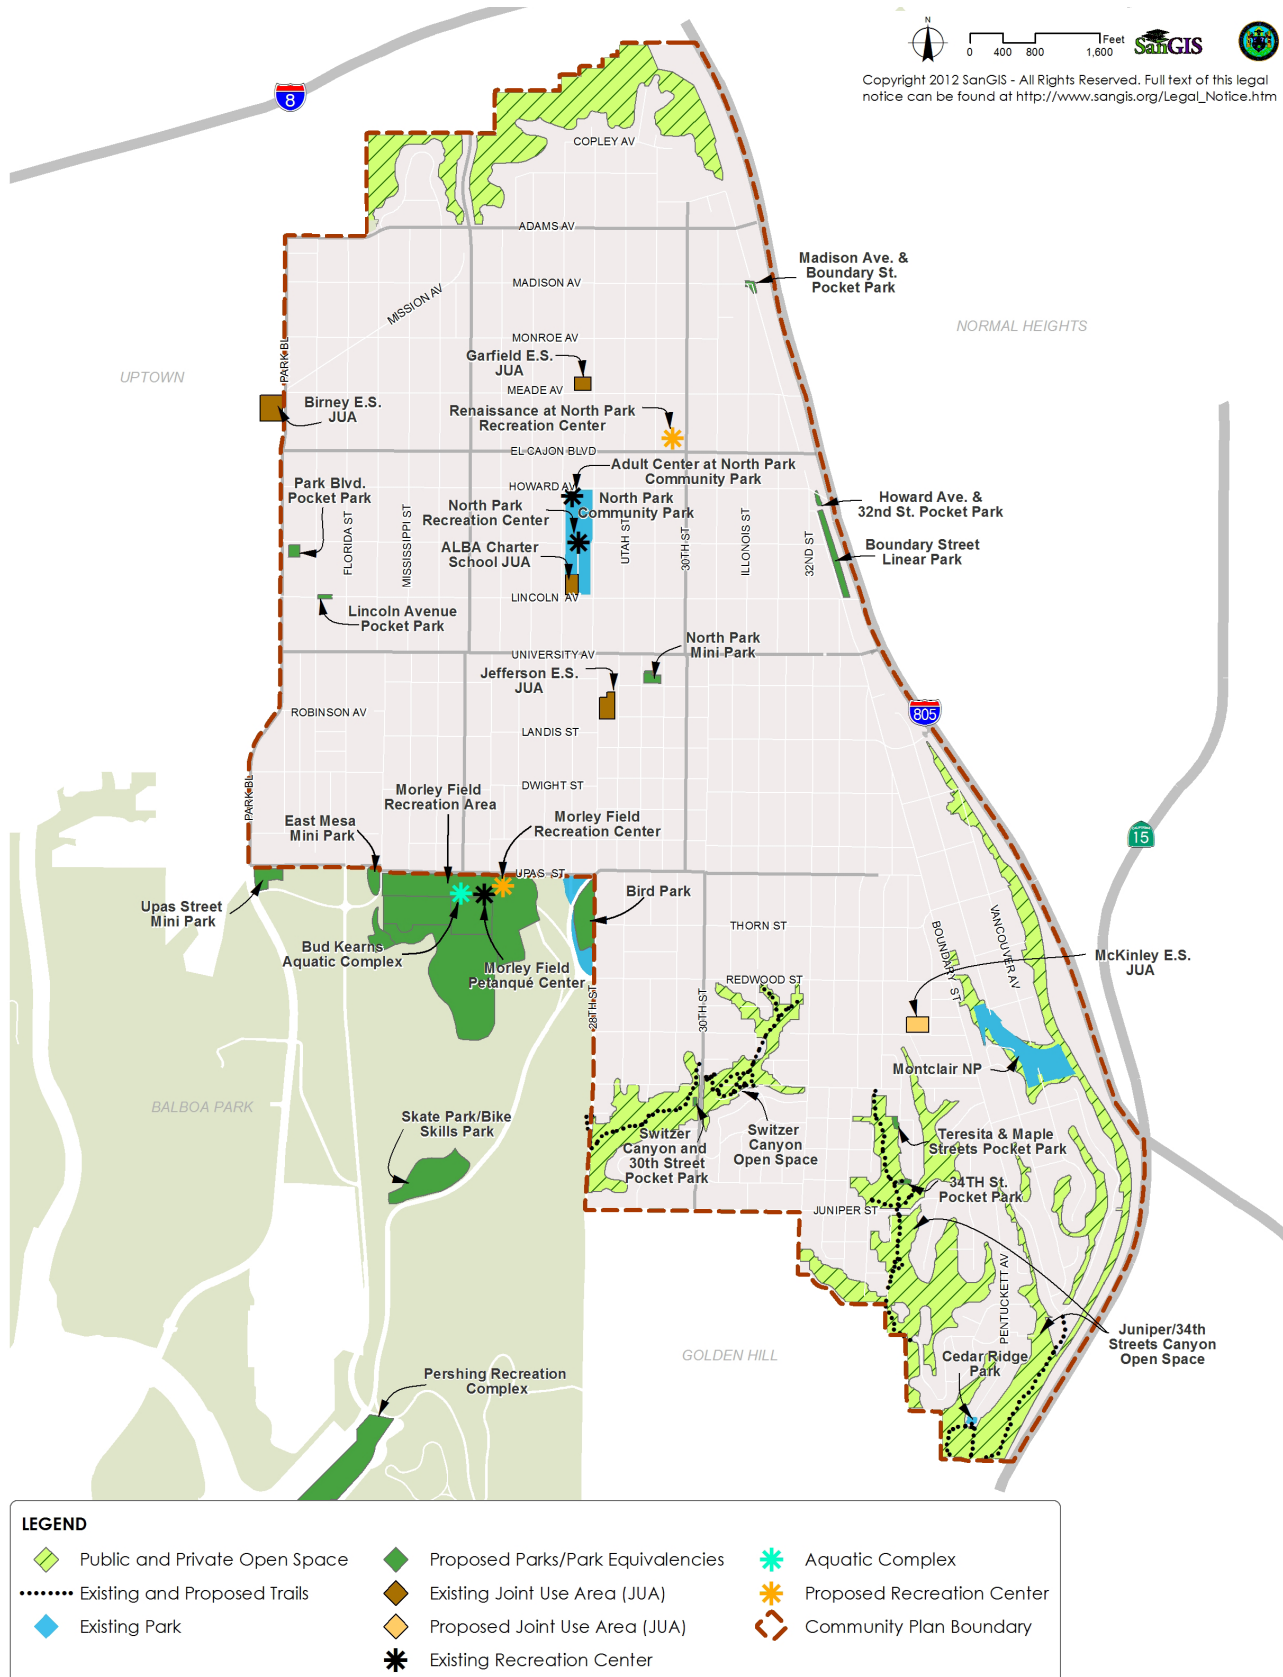 N
0 400 800 1,600 Feet
SanGIS
Copyright 2012 SanGIS - All Rights Reserved. Full text of this legal
notice can be found at http://www.sangis.org/Legal_Notice.htm
8
COPLEY AV
ADAMS AV
Madison Ave. &
Boundary St.
Pocket Park
MADISON AV
MISSION AV
NORMAL HEIGHTS
MONROE AV
PARK BL
Garfield E.S.
JUA
UPTOWN
MEADE AV
Birney E.S.
JUA
Renaissance at North Park
Recreation Center
EL CAJON BLVD
Adult Center at North Park
Community Park
Park Blvd.
Pocket Park
HOWARD AV
North Park
Community Park
North Park
Recreation Center
Howard Ave. &
32nd St. Pocket Park
FLORIDA ST
MISSISSIPPI ST
UTAH ST
30TH ST
ILLONOIS ST
32ND ST
ALBA Charter
School JUA
Boundary Street
Linear Park
LINCOLN AV
Lincoln Avenue
Pocket Park
North Park
Mini Park
UNIVERSITY AV
Jefferson E.S.
JUA
ROBINSON AV
805
LANDIS ST
PARK BL
DWIGHT ST
Morley Field
Recreation Area
East Mesa
Mini Park
Morley Field
Recreation Center
CALIFORNIA
15
UPAS ST
Bird Park
Upas Street
Mini Park
THORN ST
BOUNDARY ST
VANCOUVER AV
Bud Kearns
Aquatic Complex
Morley Field
Petanqué Center
McKinley E.S.
JUA
REDWOOD ST
28TH ST
30TH ST
Montclair NP
BALBOA PARK
Skate Park/Bike
Skills Park
Switzer
Canyon and
30th Street
Pocket Park
Switzer
Canyon
Open Space
Teresita & Maple
Streets Pocket Park
34TH St.
Pocket Park
JUNIPER ST
PENTUCKETT AV
Juniper/34th
Streets Canyon
Open Space
GOLDEN HILL
Cedar Ridge
Park
Pershing Recreation
Complex
LEGEND
Public and Private Open Space
Existing and Proposed Trails
Existing Park
Proposed Parks/Park Equivalencies
Existing Joint Use Area (JUA)
Proposed Joint Use Area (JUA)
Existing Recreation Center
Aquatic Complex
Proposed Recreation Center
Community Plan Boundary